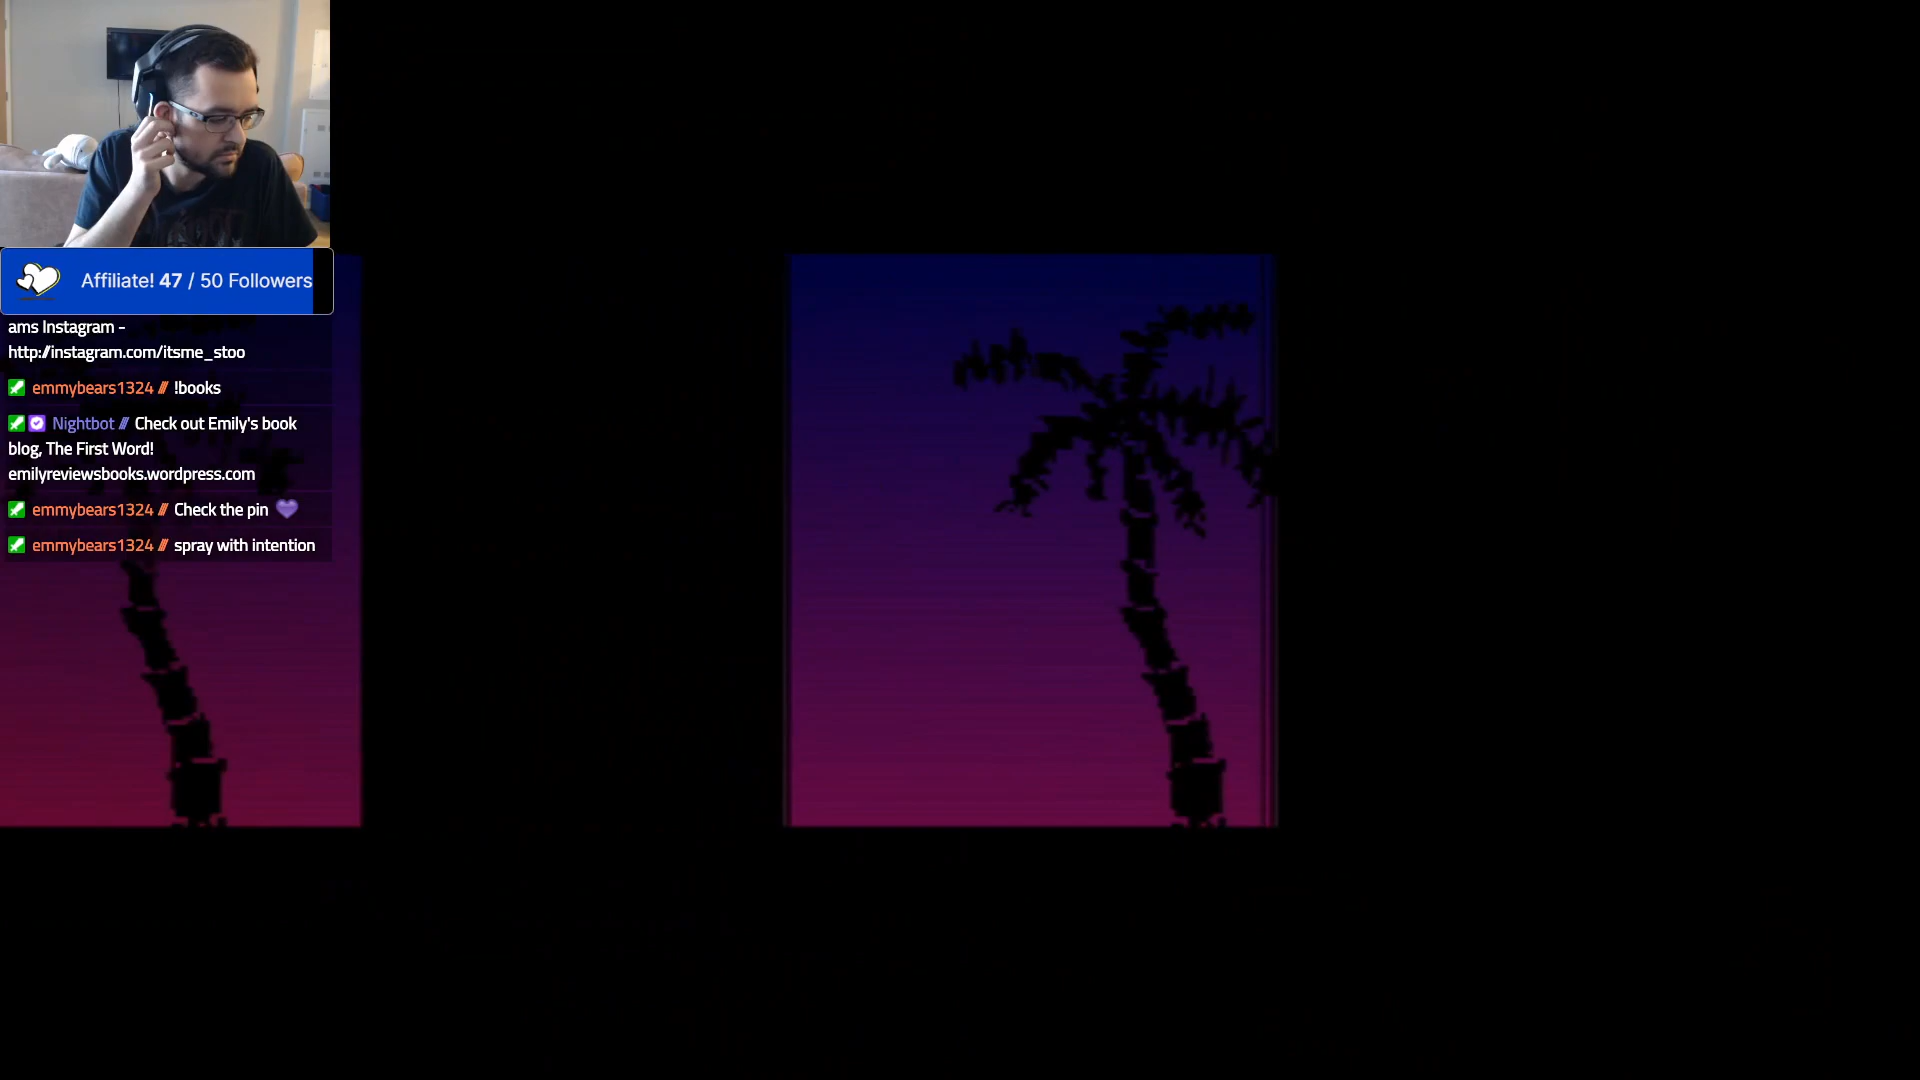 Affiliate! 47 / 50 Followers
ams Instagram -
http://instagram.com/itsme_stoo
emmybears1324 /// !books
Nightbot /// Check out Emily's book
blog, The First Word!
emilyreviewsbooks.wordpress.com
emmybears1324 /// Check the pin 💜
emmybears1324 /// spray with intention